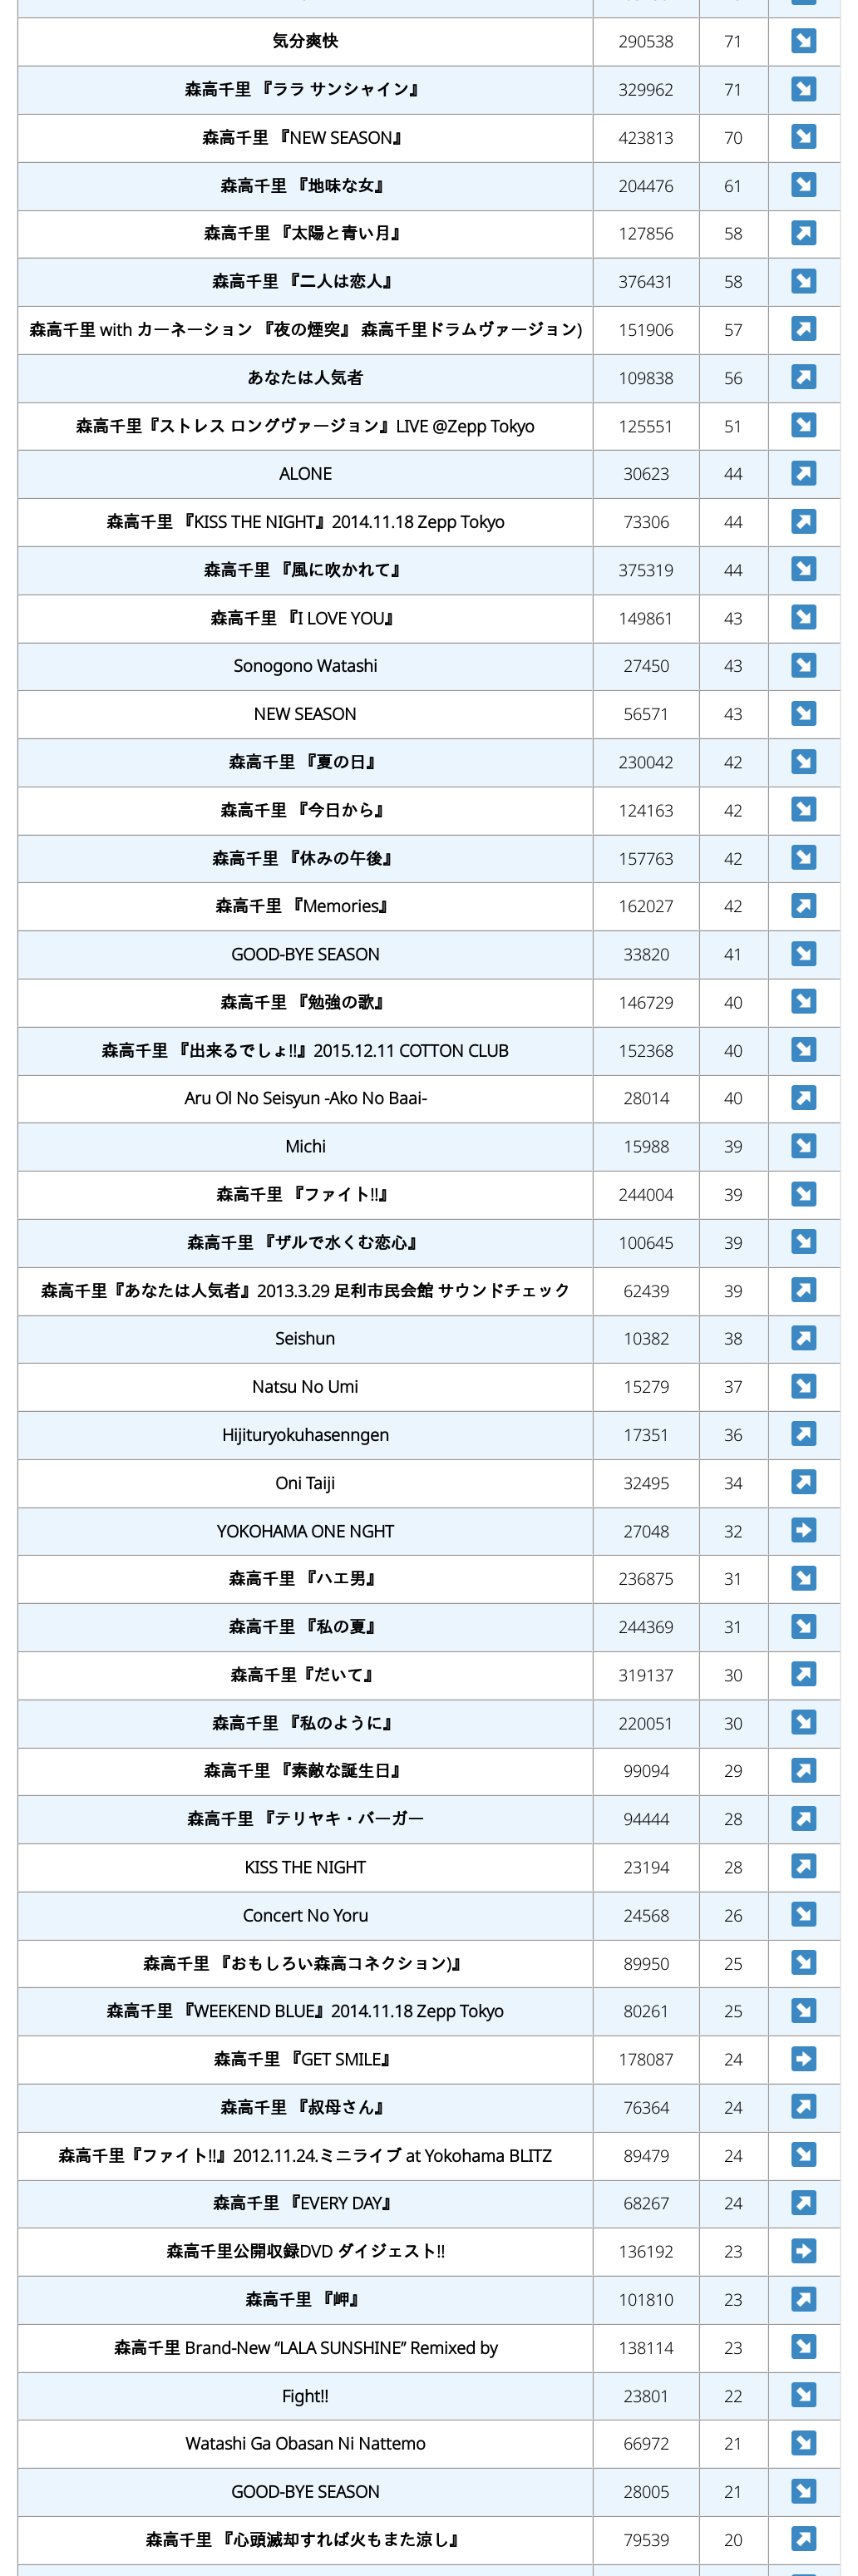 気分爽快 290538 71
森高千里 『ララ サンシャイン』 329962 71
森高千里 『NEW SEASON』 423813 70
森高千里 『地味な女』 204476 61
森高千里 『太陽と青い月』 127856 58
森高千里 『二人は恋人』 376431 58
森高千里 with カーネーション 『夜の煙突』 森高千里ドラムヴァージョン) 151906 57
あなたは人気者 109838 56
森高千里『ストレス ロングヴァージョン』LIVE @Zepp Tokyo 125551 51
ALONE 30623 44
森高千里 『KISS THE NIGHT』2014.11.18 Zepp Tokyo 73306 44
森高千里 『風に吹かれて』 375319 44
森高千里 『I LOVE YOU』 149861 43
Sonogono Watashi 27450 43
NEW SEASON 56571 43
森高千里 『夏の日』 230042 42
森高千里 『今日から』 124163 42
森高千里 『休みの午後』 157763 42
森高千里 『Memories』 162027 42
GOOD-BYE SEASON 33820 41
森高千里 『勉強の歌』 146729 40
森高千里 『出来るでしょ!!』2015.12.11 COTTON CLUB 152368 40
Aru Ol No Seisyun -Ako No Baai- 28014 40
Michi 15988 39
森高千里 『ファイト!!』 244004 39
森高千里 『ザルで水くむ恋心』 100645 39
森高千里『あなたは人気者』2013.3.29 足利市民会館 サウンドチェック 62439 39
Seishun 10382 38
Natsu No Umi 15279 37
Hijituryokuhasenngen 17351 36
Oni Taiji 32495 34
YOKOHAMA ONE NGHT 27048 32
森高千里 『ハエ男』 236875 31
森高千里 『私の夏』 244369 31
森高千里『だいて』 319137 30
森高千里 『私のように』 220051 30
森高千里 『素敵な誕生日』 99094 29
森高千里 『テリヤキ・バーガー 94444 28
KISS THE NIGHT 23194 28
Concert No Yoru 24568 26
森高千里 『おもしろい森高コネクション)』 89950 25
森高千里 『WEEKEND BLUE』2014.11.18 Zepp Tokyo 80261 25
森高千里 『GET SMILE』 178087 24
森高千里 『叔母さん』 76364 24
森高千里『ファイト!!』2012.11.24.ミニライブ at Yokohama BLITZ 89479 24
森高千里 『EVERY DAY』 68267 24
森高千里公開収録DVD ダイジェスト!! 136192 23
森高千里 『岬』 101810 23
森高千里 Brand-New “LALA SUNSHINE” Remixed by 138114 23
Fight!! 23801 22
Watashi Ga Obasan Ni Nattemo 66972 21
GOOD-BYE SEASON 28005 21
森高千里 『心頭滅却すれば火もまた涼し』 79539 20